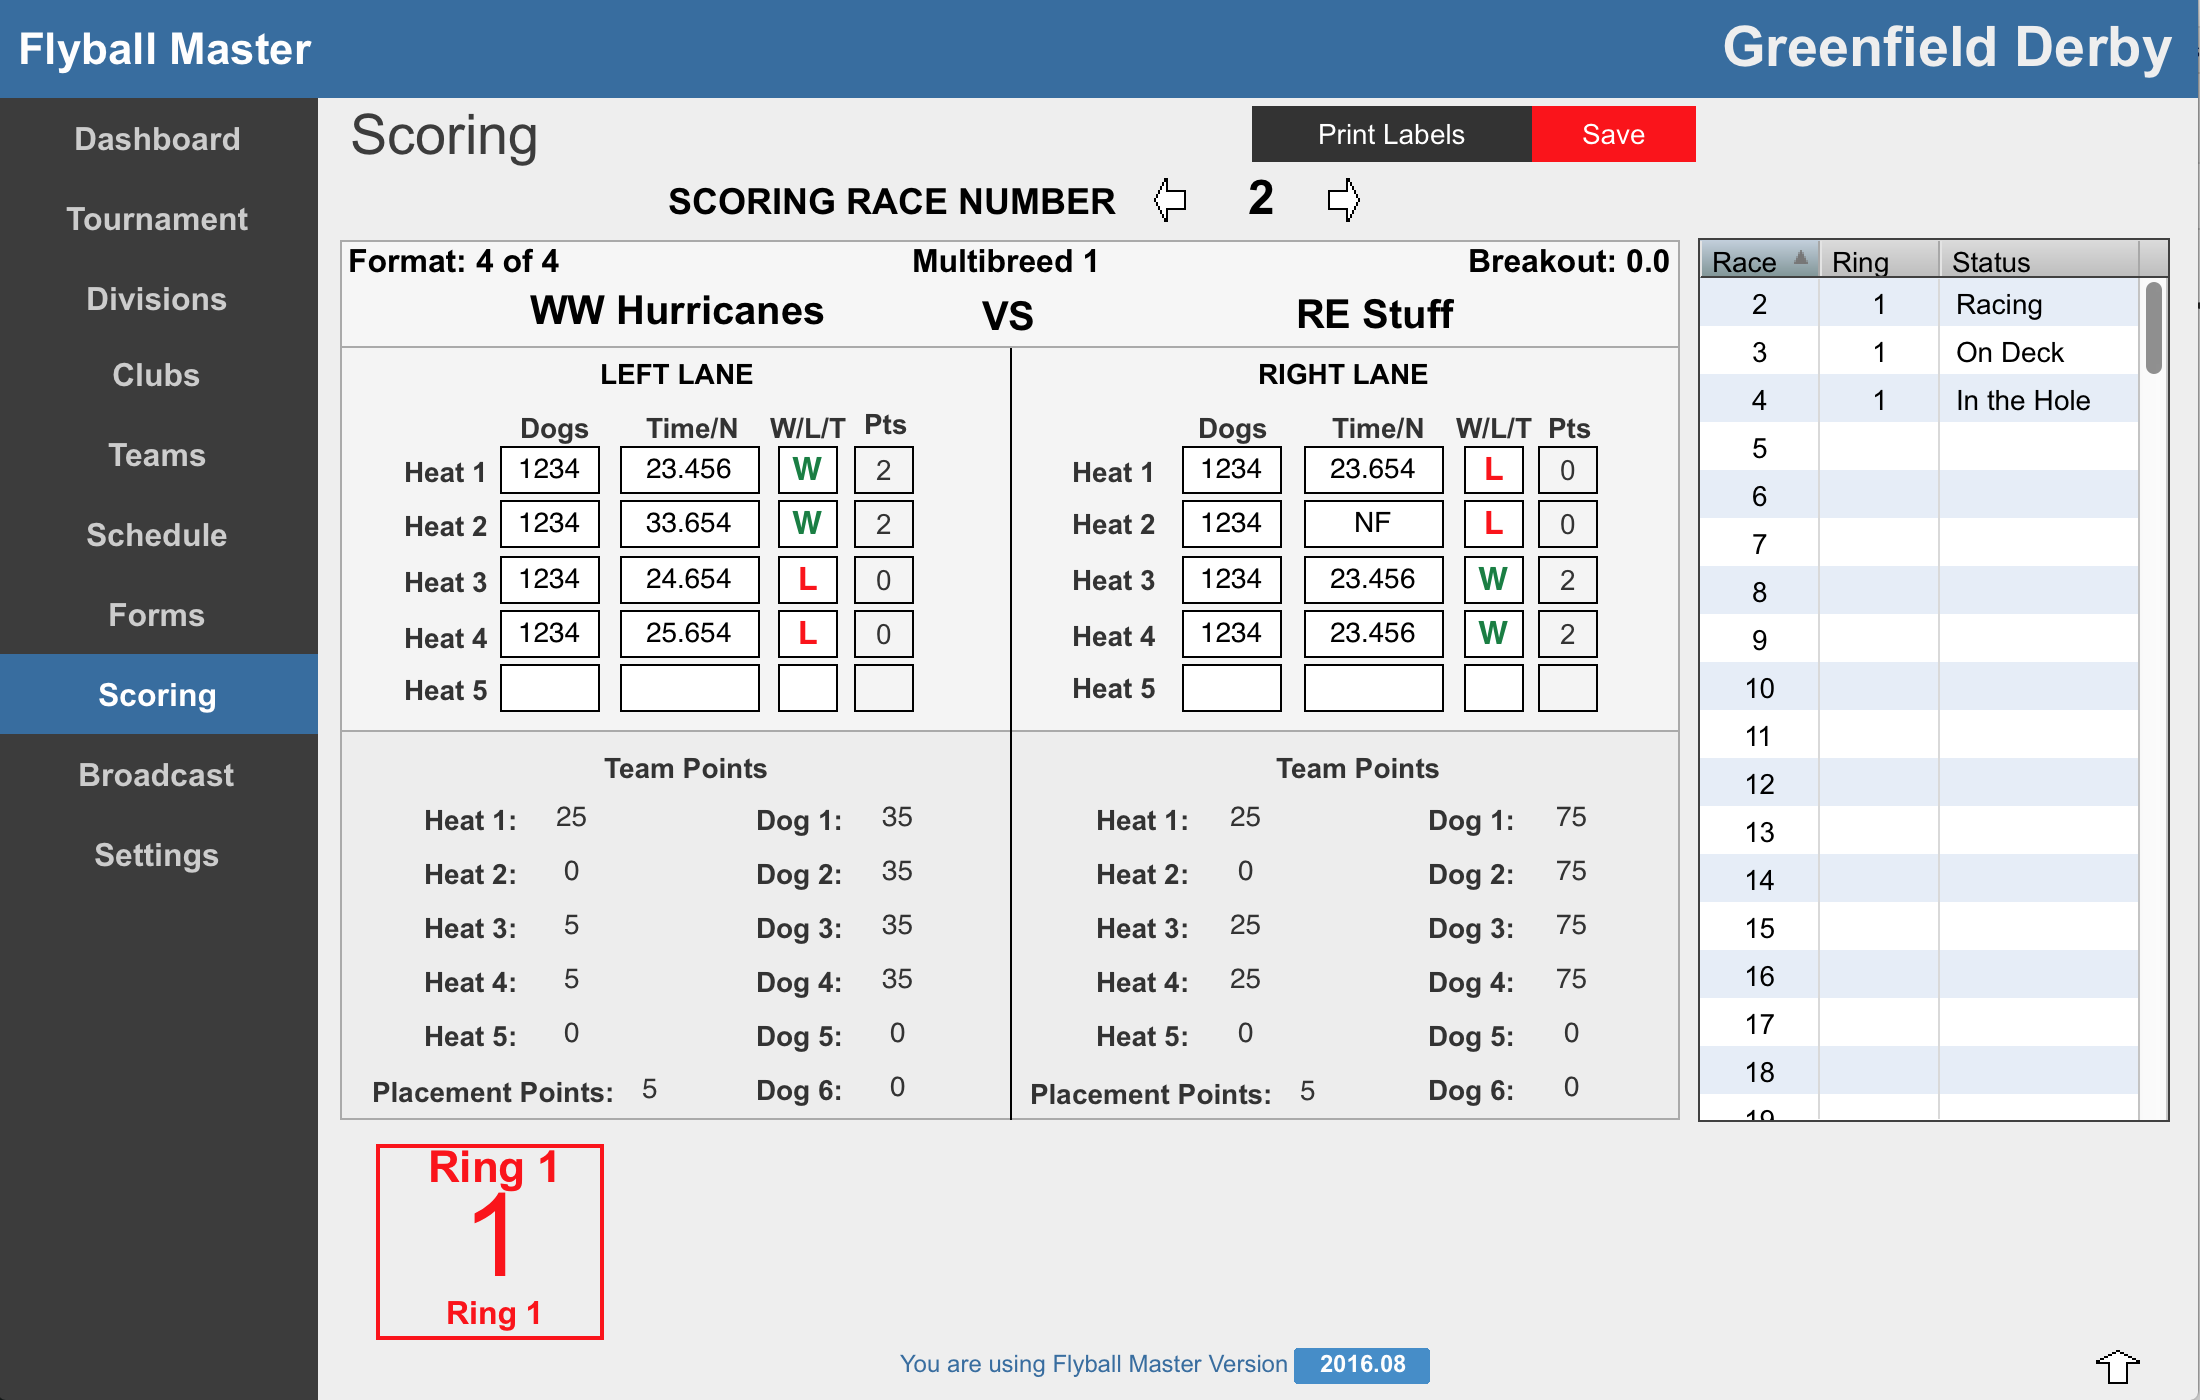 Flyball Master
Greenfield Derby
Dashboard
Tournament
Divisions
Clubs
Teams
Schedule
Forms
Scoring
Broadcast
Settings
Scoring
Print Labels
Save
SCORING RACE NUMBER 2
Format: 4 of 4 Multibreed 1 Breakout: 0.0
WW Hurricanes VS RE Stuff
LEFT LANE
Dogs Time/N W/L/T Pts
Heat 1 1234 23.456 W 2
Heat 2 1234 33.654 W 2
Heat 3 1234 24.654 L 0
Heat 4 1234 25.654 L 0
Heat 5
RIGHT LANE
Dogs Time/N W/L/T Pts
Heat 1 1234 23.654 L 0
Heat 2 1234 NF L 0
Heat 3 1234 23.456 W 2
Heat 4 1234 23.456 W 2
Heat 5
Team Points
Heat 1: 25 Dog 1: 35
Heat 2: 0 Dog 2: 35
Heat 3: 5 Dog 3: 35
Heat 4: 5 Dog 4: 35
Heat 5: 0 Dog 5: 0
Placement Points: 5 Dog 6: 0
Team Points
Heat 1: 25 Dog 1: 75
Heat 2: 0 Dog 2: 75
Heat 3: 25 Dog 3: 75
Heat 4: 25 Dog 4: 75
Heat 5: 0 Dog 5: 0
Placement Points: 5 Dog 6: 0
Race Ring Status
2 1 Racing
3 1 On Deck
4 1 In the Hole
5
6
7
8
9
10
11
12
13
14
15
16
17
18
19
Ring 1
1
Ring 1
You are using Flyball Master Version 2016.08